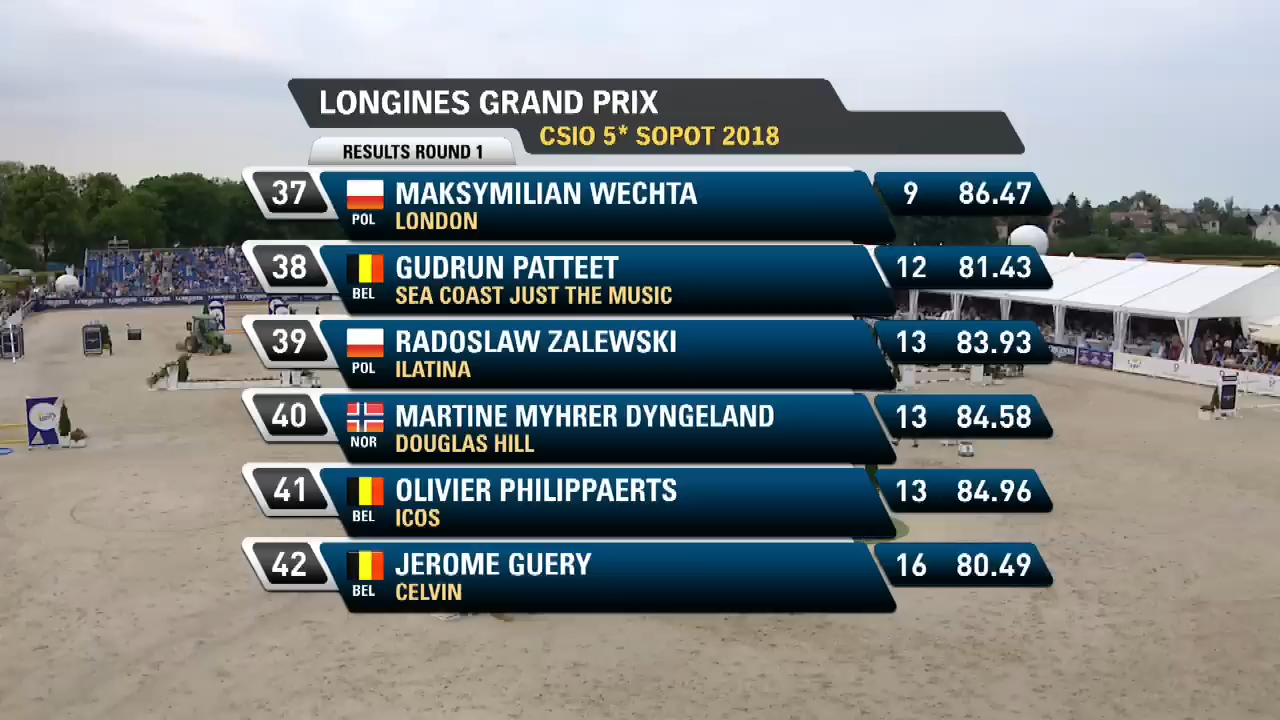 LONGINES GRAND PRIX
CSIO 5* SOPOT 2018
RESULTS ROUND 1
37 POL MAKSYMILIAN WECHTA 9 86.47
LONDON
38 BEL GUDRUN PATTEET 12 81.43
SEA COAST JUST THE MUSIC
39 POL RADOSLAW ZALEWSKI 13 83.93
ILATINA
40 NOR MARTINE MYHRER DYNGELAND 13 84.58
DOUGLAS HILL
41 BEL OLIVIER PHILIPPAERTS 13 84.96
ICOS
42 BEL JEROME GUERY 16 80.49
CELVIN